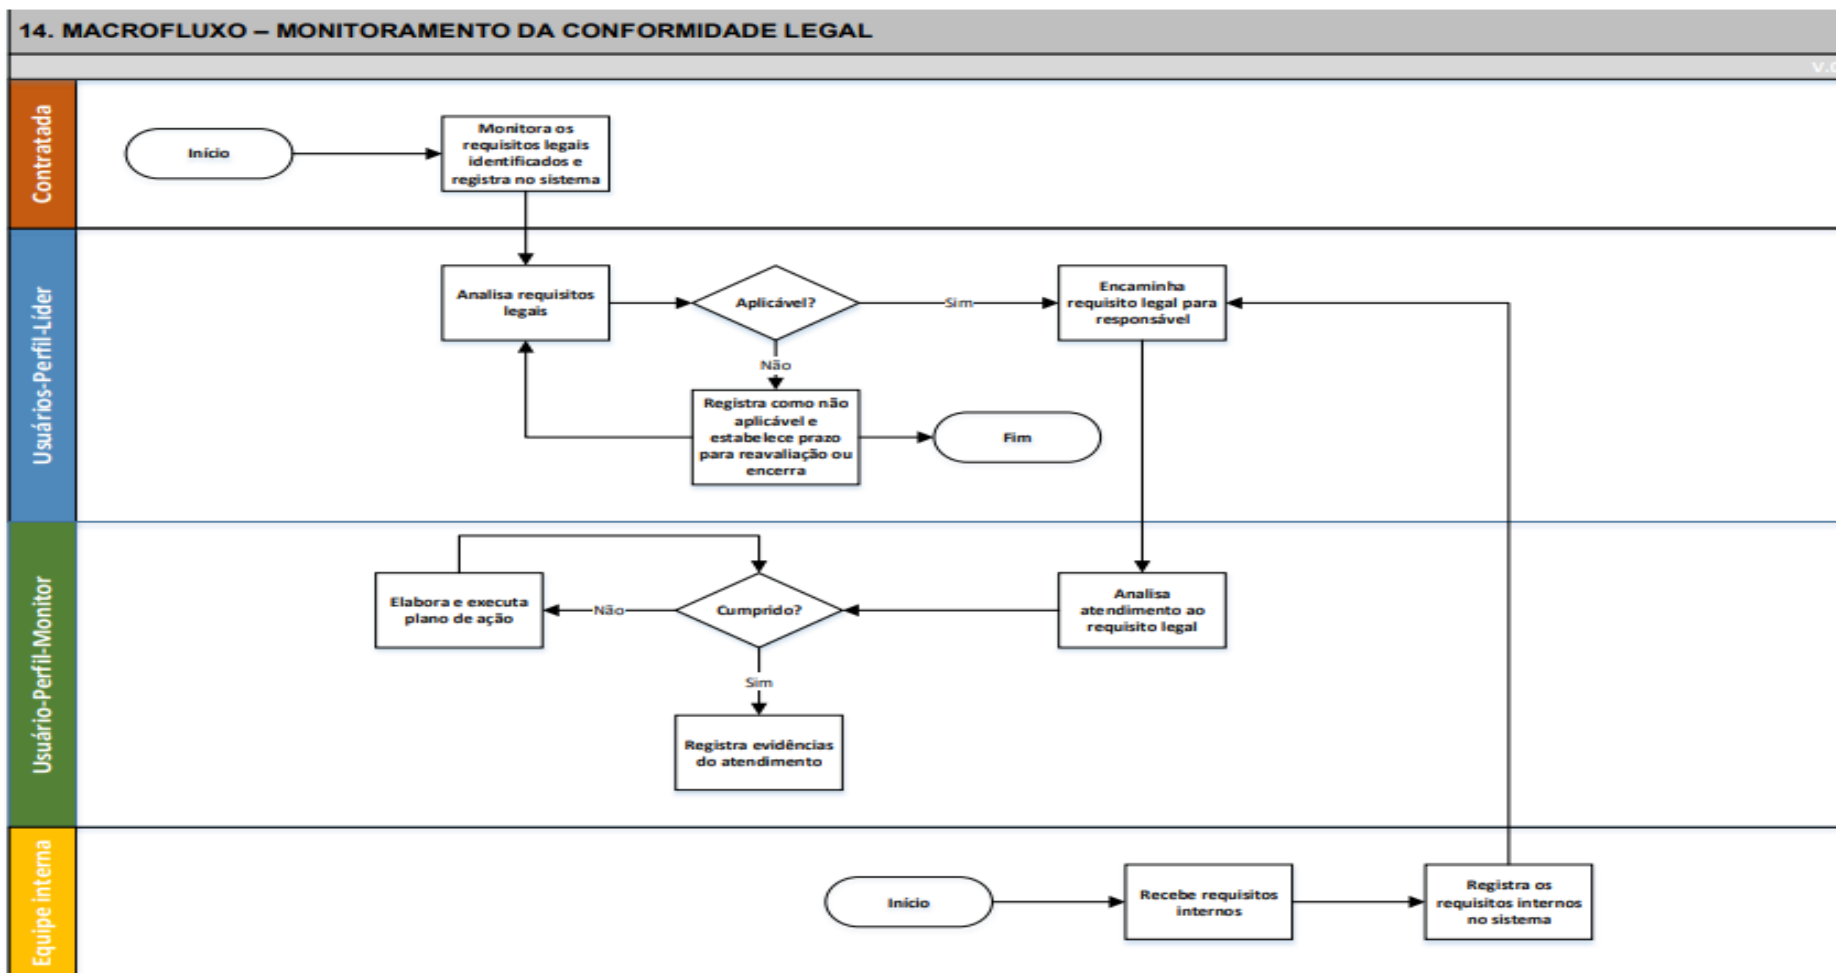 14. MACROFLUXO – MONITORAMENTO DA CONFORMIDADE LEGAL
Contratada
Início
Monitora os
requisitos legais
identificados e
registra no sistema
Usuários-Perfil-Líder
Analisa requisitos
legais
Aplicável?
Sim
Encaminha
requisito legal para
responsável
Não
Registra como não
aplicável e
estabelece prazo
para reavaliação ou
encerra
Fim
Usuário-Perfil-Monitor
Elabora e executa
plano de ação
Não
Cumprido?
Analisa
atendimento ao
requisito legal
Sim
Registra evidências
do atendimento
Equipe interna
Início
Recebe requisitos
internos
Registra os
requisitos internos
no sistema